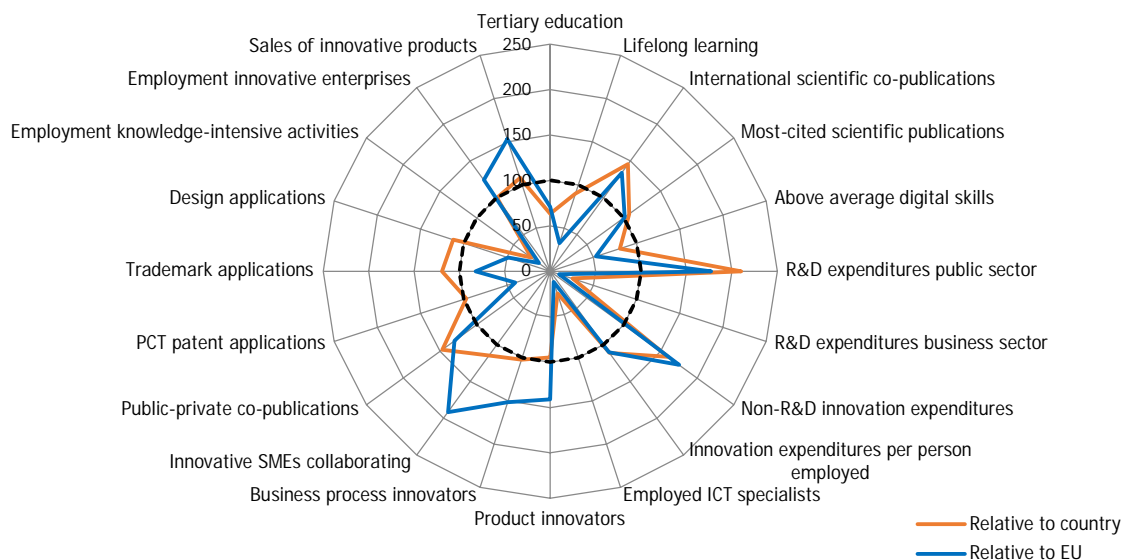 Tertiary education
250
Sales of innovative products
Lifelong learning
Employment innovative enterprises
200
International scientific co-publications
Employment knowledge-intensive activities
150
Most-cited scientific publications
Design applications
100
Above average digital skills
50
Trademark applications
0
R&D expenditures public sector
PCT patent applications
R&D expenditures business sector
Public-private co-publications
Non-R&D innovation expenditures
Innovative SMEs collaborating
Innovation expenditures per person
employed
Business process innovators
Employed ICT specialists
Product innovators
Relative to country
Relative to EU